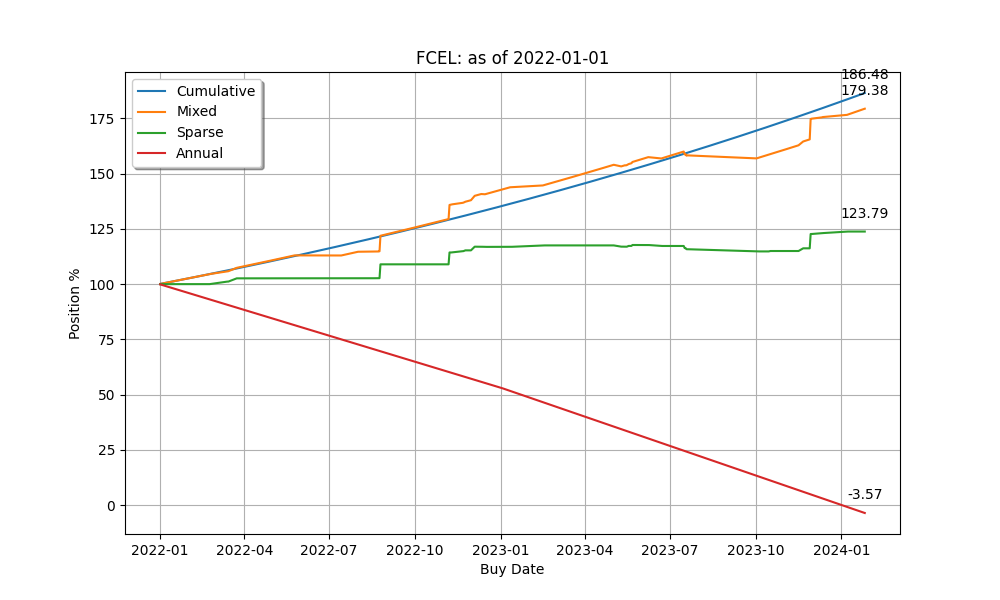 FCEL: as of 2022-01-01
Cumulative
Mixed
Sparse
Annual
186.48
179.38
123.79
-3.57
Position %
175
150
125
100
75
50
25
0
2022-01 2022-04 2022-07 2022-10 2023-01 2023-04 2023-07 2023-10 2024-01
Buy Date